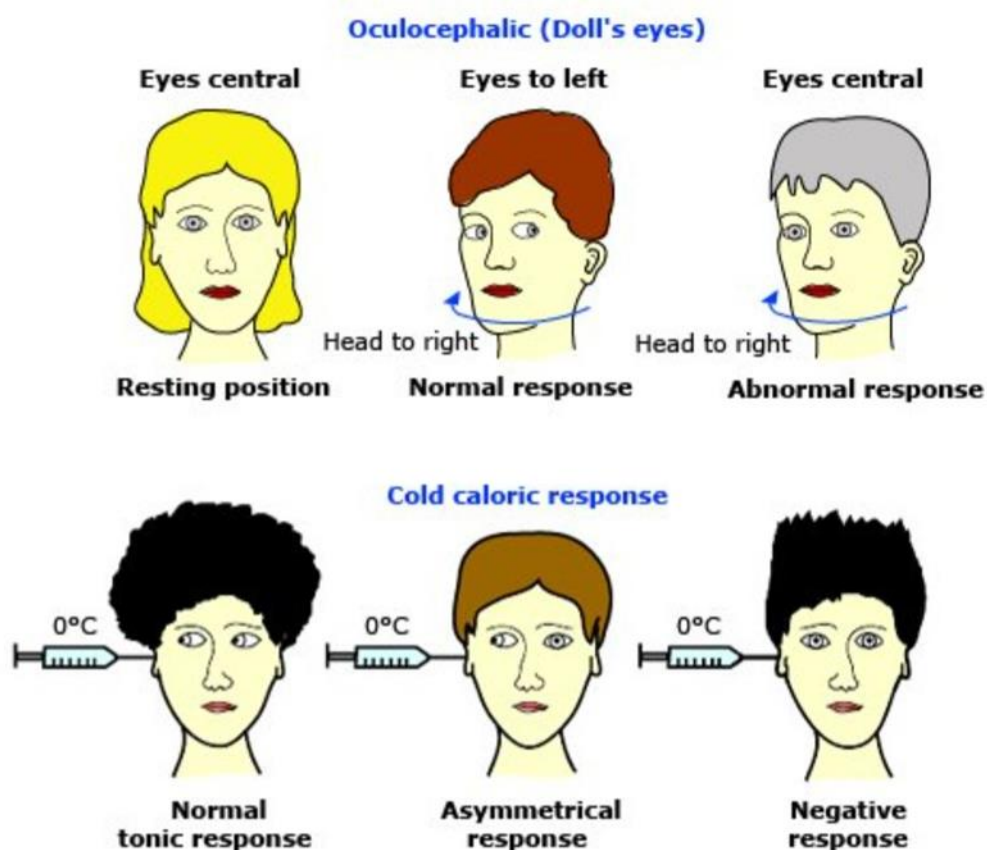 Oculocephalic (Doll's eyes)
Eyes central
Eyes to left
Eyes central
Head to right
Head to right
Resting position
Normal response
Abnormal response
Cold caloric response
0°C
0°C
0°C
Normal
tonic response
Asymmetrical
response
Negative
response